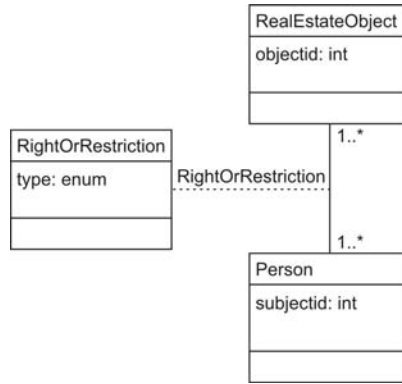 RealEstateObject
objectid: int
1..*
RightOrRestriction
type: enum
RightOrRestriction
1..*
Person
subjectid: int